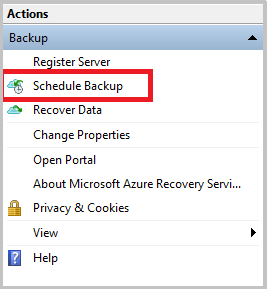 Actions
Backup
Register Server
Schedule Backup
Recover Data
Change Properties
Open Portal
About Microsoft Azure Recovery Servi...
Privacy & Cookies
View
Help